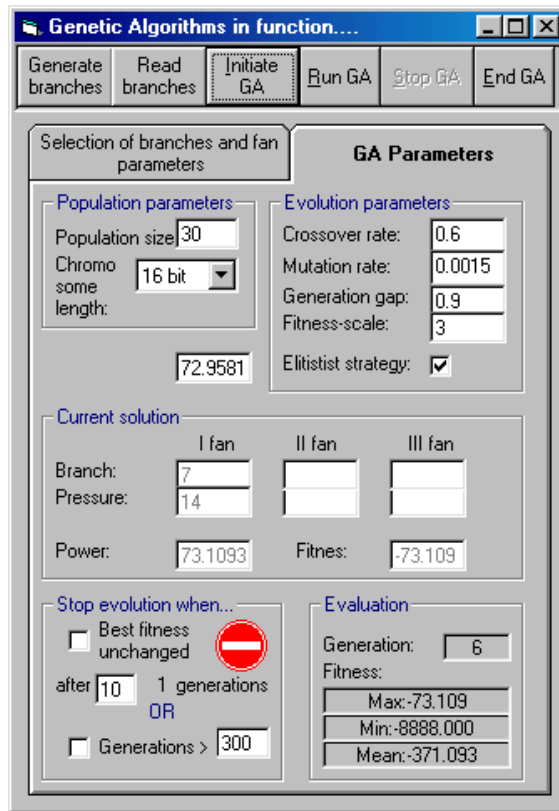 Genetic Algorithms in function....
Generate branches
Read branches
Initiate GA
Run GA
Stop GA
End GA
Selection of branches and fan parameters
GA Parameters
Population parameters
Population size 30
Chromo some length: 16 bit
72.9581
Evolution parameters
Crossover rate: 0.6
Mutation rate: 0.0015
Generation gap: 0.9
Fitness-scale: 3
Elitistist strategy:
Current solution
I fan II fan III fan
Branch: 7
Pressure: 14
Power: 73.1093 Fitnes: -73.109
Stop evolution when...
Best fitness unchanged
after 10 1 generations
OR
Generations > 300
Evaluation
Generation: 6
Fitness:
Max:-73.109
Min:-8888.000
Mean:-371.093